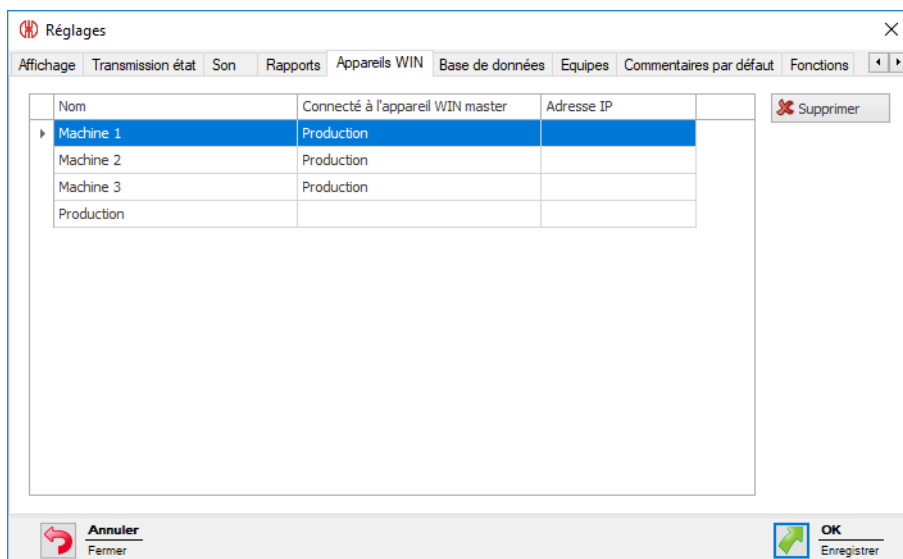 Réglages
Affichage Transmission état Son Rapports Appareils WIN Base de données Equipes Commentaires par défaut Fonctions
Nom Connecté à l'appareil WIN master Adresse IP
Supprimer
Machine 1 Production
Machine 2 Production
Machine 3 Production
Production
Annuler
Fermer
OK
Enregistrer